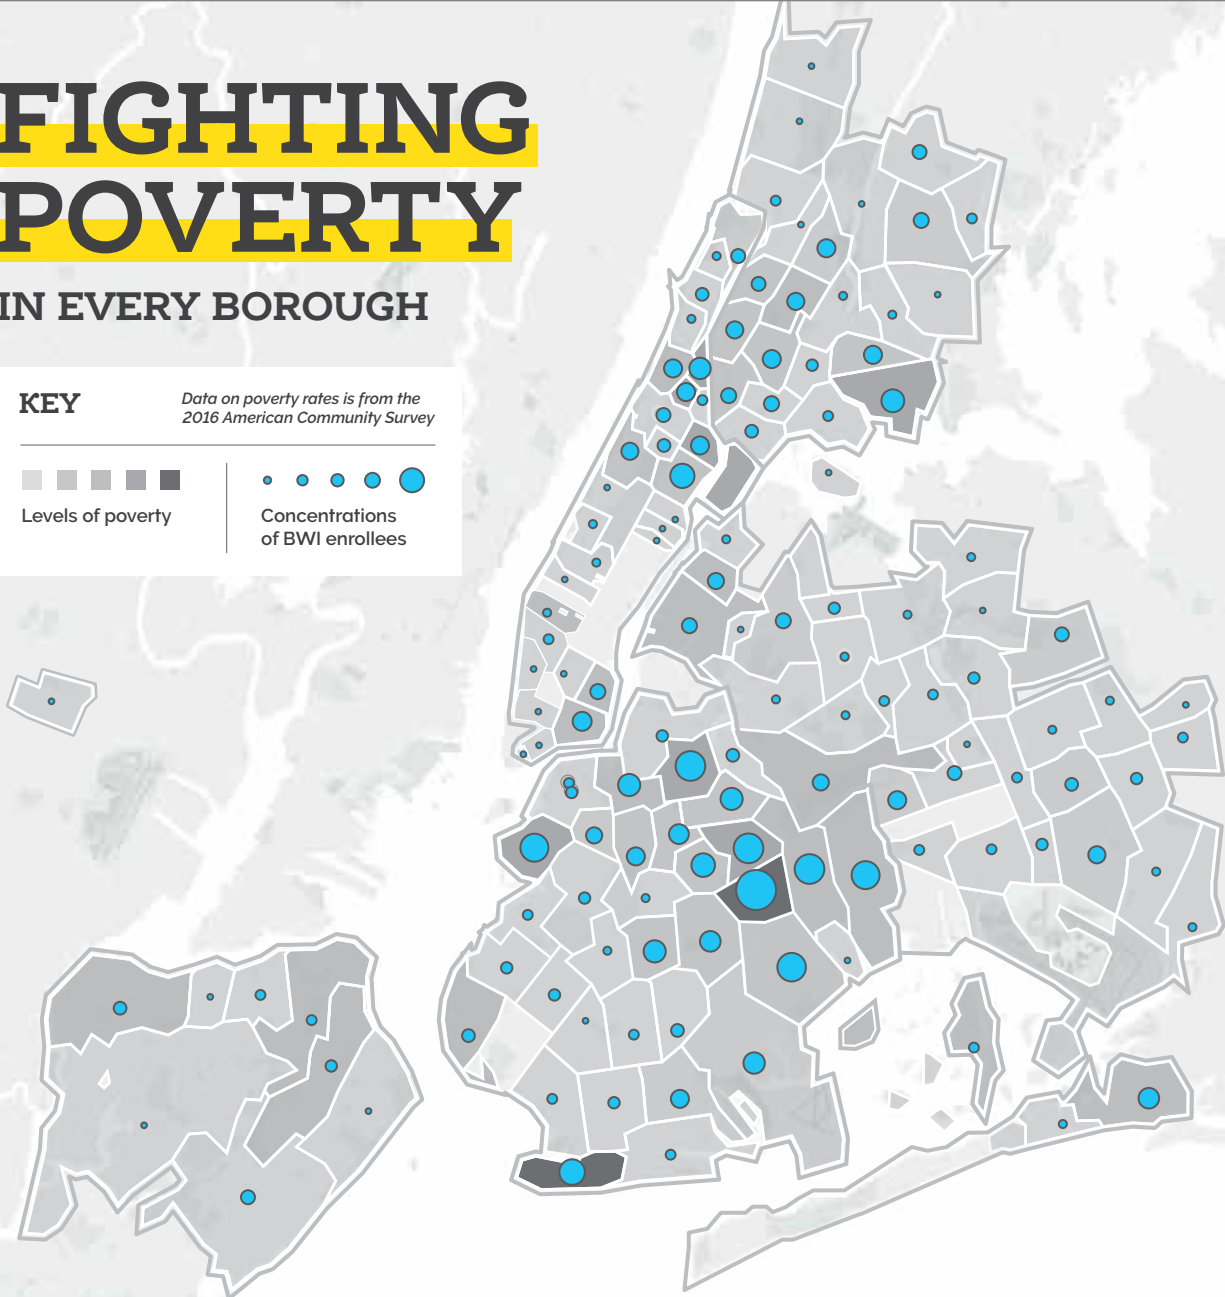 FIGHTING
POVERTY
IN EVERY BOROUGH
KEY
Data on poverty rates is from the
2016 American Community Survey
Levels of poverty
Concentrations
of BWI enrollees